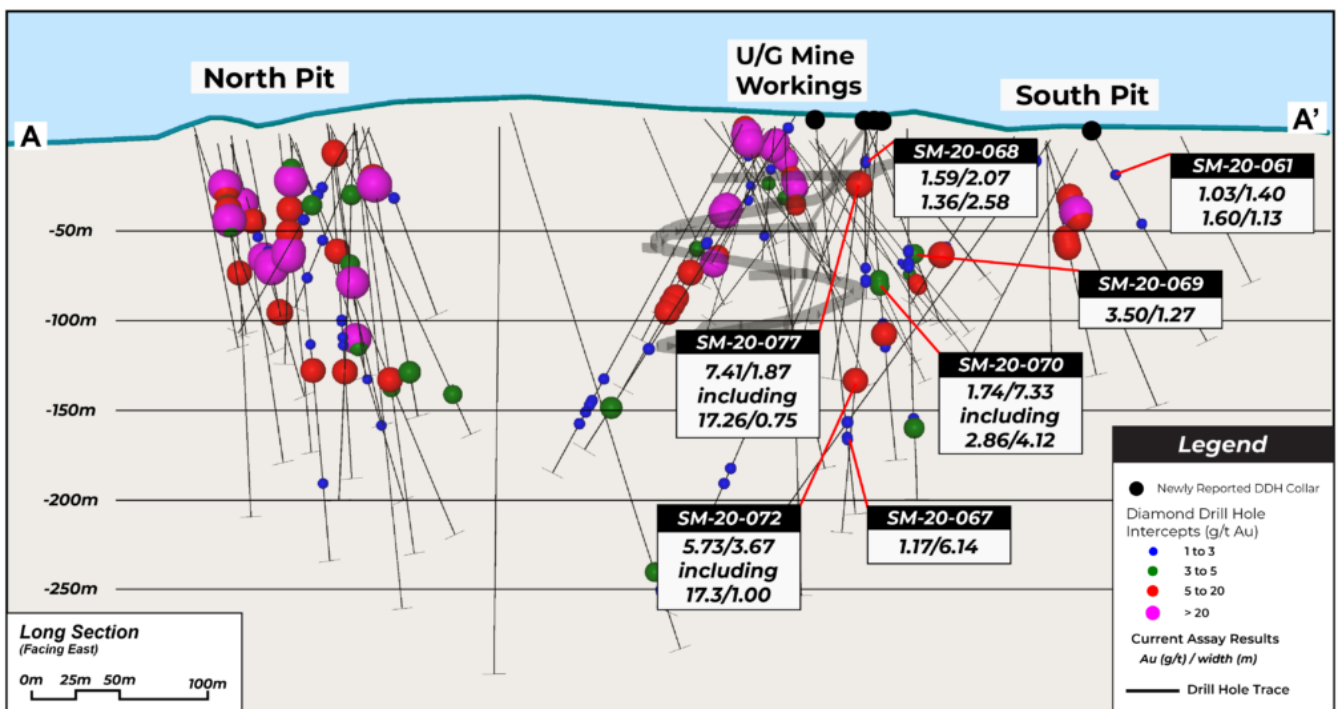 North Pit
U/G Mine
Workings
South Pit
A
A'
SM-20-068
1.59/2.07
1.36/2.58
SM-20-061
1.03/1.40
1.60/1.13
-50m
SM-20-069
3.50/1.27
-100m
SM-20-077
7.41/1.87
including
17.26/0.75
SM-20-070
1.74/7.33
including
2.86/4.12
-150m
-200m
SM-20-072
5.73/3.67
including
17.3/1.00
SM-20-067
1.17/6.14
-250m
Long Section
(Facing East)
0m 25m 50m 100m
Legend
Newly Reported DDH Collar
Diamond Drill Hole
Intercepts (g/t Au)
1 to 3
3 to 5
5 to 20
> 20
Current Assay Results
Au (g/t) / width (m)
Drill Hole Trace